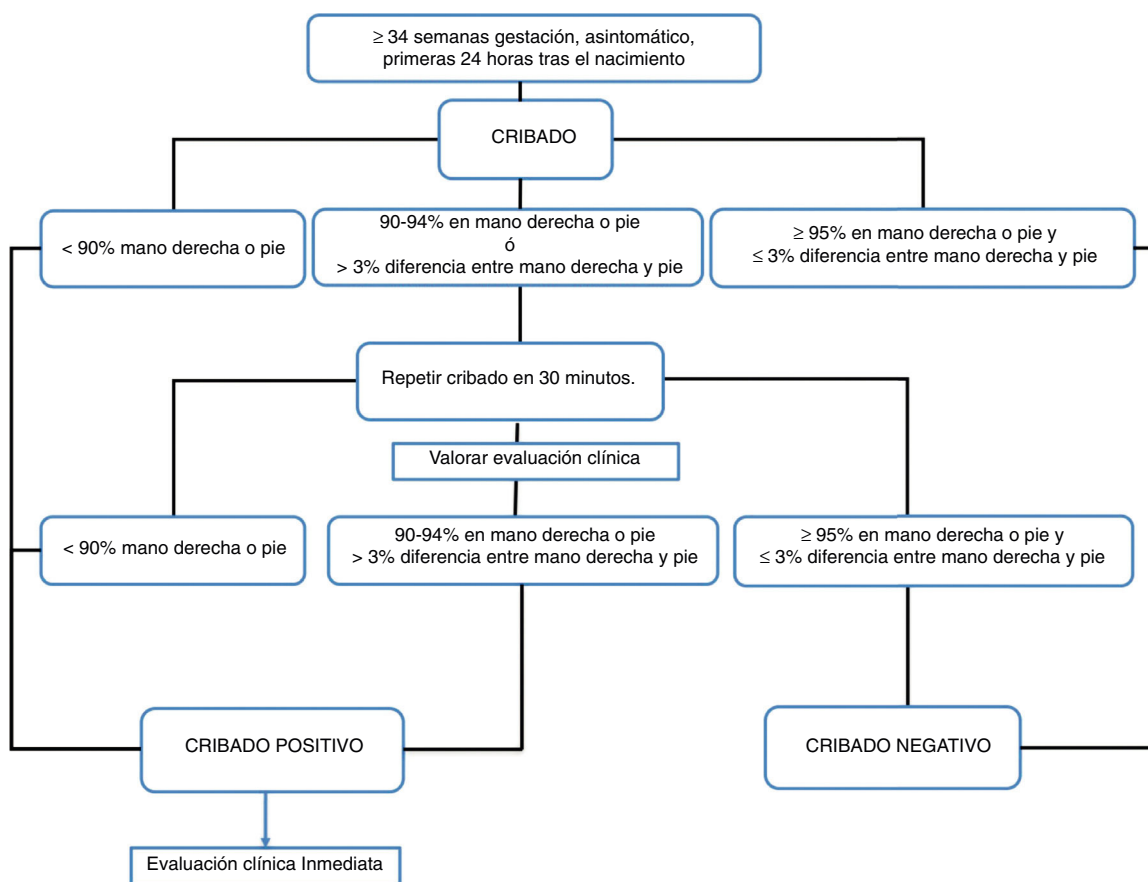 ≥ 34 semanas gestación, asintomático,
primeras 24 horas tras el nacimiento
CRIBADO
< 90% mano derecha o pie
90-94% en mano derecha o pie
ó
> 3% diferencia entre mano derecha y pie
≥ 95% en mano derecha o pie y
≤ 3% diferencia entre mano derecha y pie
Repetir cribado en 30 minutos.
Valorar evaluación clínica
< 90% mano derecha o pie
90-94% en mano derecha o pie
> 3% diferencia entre mano derecha y pie
≥ 95% en mano derecha o pie y
≤ 3% diferencia entre mano derecha y pie
CRIBADO POSITIVO
CRIBADO NEGATIVO
Evaluación clínica Inmediata